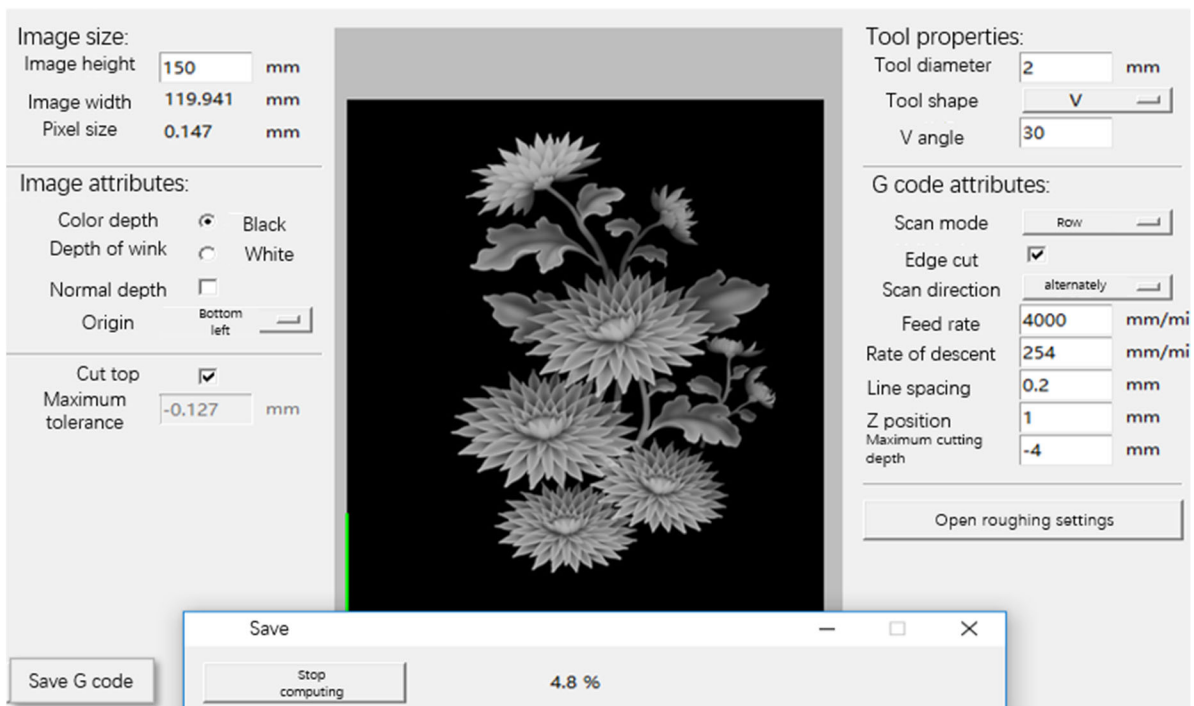 Image size:
Image height 150 mm
Image width 119.941 mm
Pixel size 0.147 mm
Image attributes:
Color depth Black
Depth of wink White
Normal depth
Origin Bottom left
Cut top
Maximum tolerance -0.127 mm
Tool properties:
Tool diameter 2 mm
Tool shape V
V angle 30
G code attributes:
Scan mode Row
Edge cut
Scan direction alternately
Feed rate 4000 mm/mi
Rate of descent 254 mm/mi
Line spacing 0.2 mm
Z position 1 mm
Maximum cutting depth -4 mm
Open roughing settings
Save G code
Save
Stop computing
4.8 %